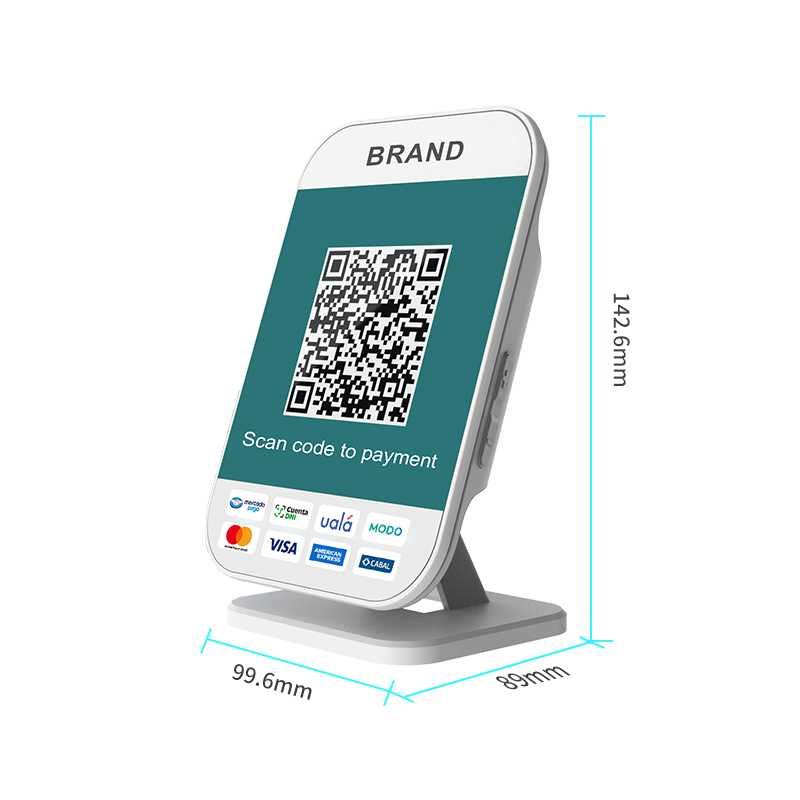 BRAND
Scan code to payment
mercado pago
Cuenta DNI
ualá
MODO
mastercard
VISA
AMERICAN EXPRESS
CABAL
142.6mm
99.6mm
89mm